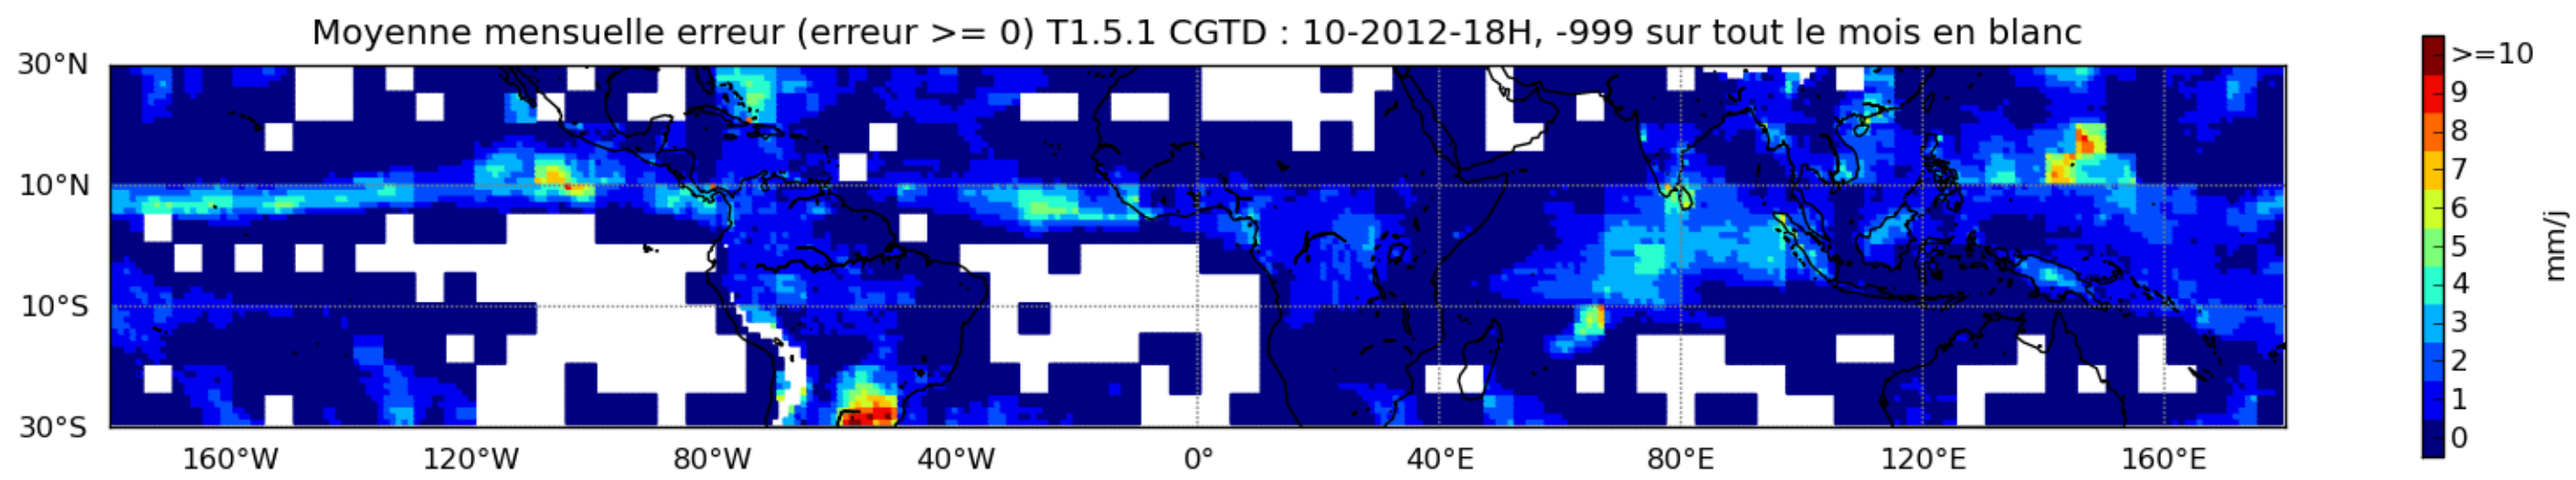 Moyenne mensuelle erreur (erreur >= 0) T1.5.1 CGTD : 10-2012-18H, -999 sur tout le mois en blanc
30°N
10°N
10°S
30°S
160°W 120°W 80°W 40°W 0° 40°E 80°E 120°E 160°E
>=10
9
8
7
6
5
4
3
2
1
0
mm/j